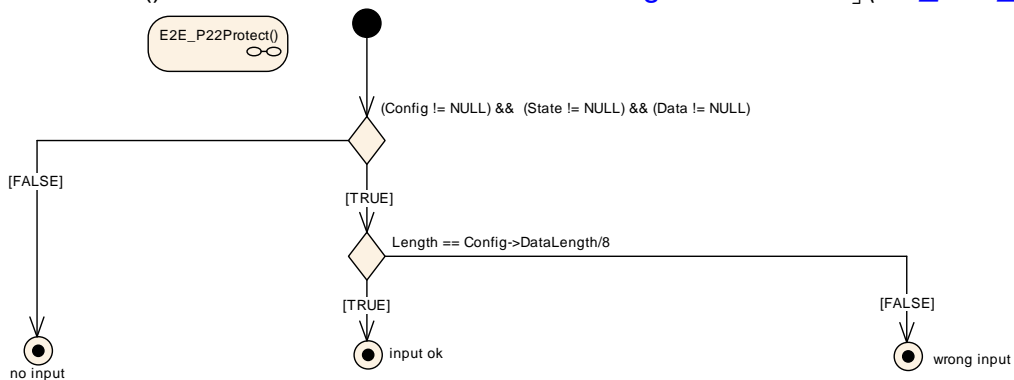 E2E_P22Protect()
(Config != NULL) &&  (State != NULL) && (Data != NULL)
[FALSE]
[TRUE]
Length == Config->DataLength/8
[TRUE]
[FALSE]
input ok
wrong input
no input